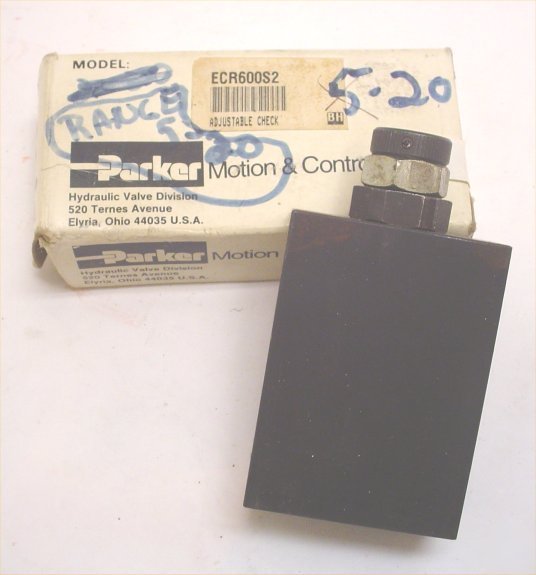 MODEL:
ECR600S2
ADJUSTABLE CHECK
BH
5-20
RANGE
5-20
Parker Motion & Contro
Hydraulic Valve Division
520 Ternes Avenue
Elyria, Ohio 44035 U.S.A.
Parker Motion
Hydraulic Valve Division
520 Ternes Avenue
Elyria, Ohio 44035 U.S.A.